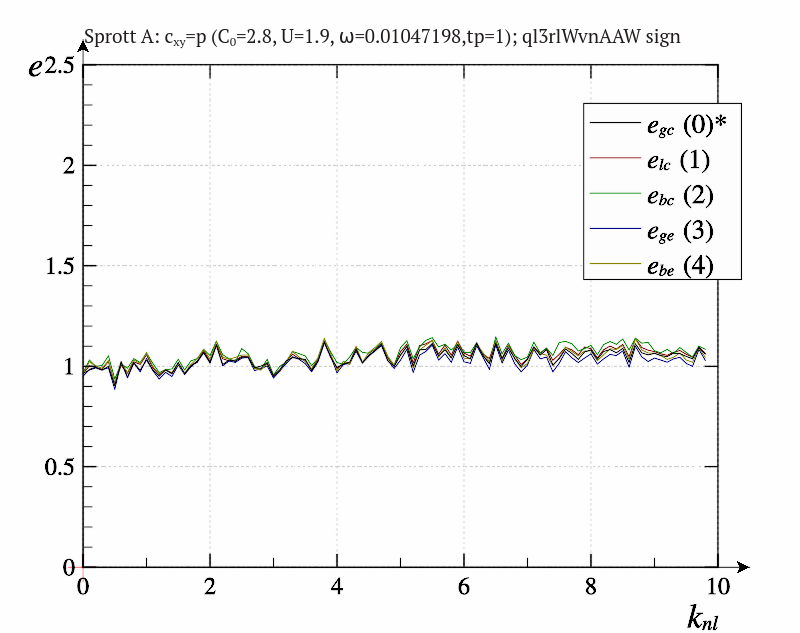 Sprott A: cxy=p (C0=2.8, U=1.9, ω=0.01047198,tp=1); ql3rlWvnAAW sign
e
2.5
2
1.5
1
0.5
0
0 2 4 6 8 10
knl
egc (0)*
elc (1)
ebc (2)
ege (3)
ebe (4)